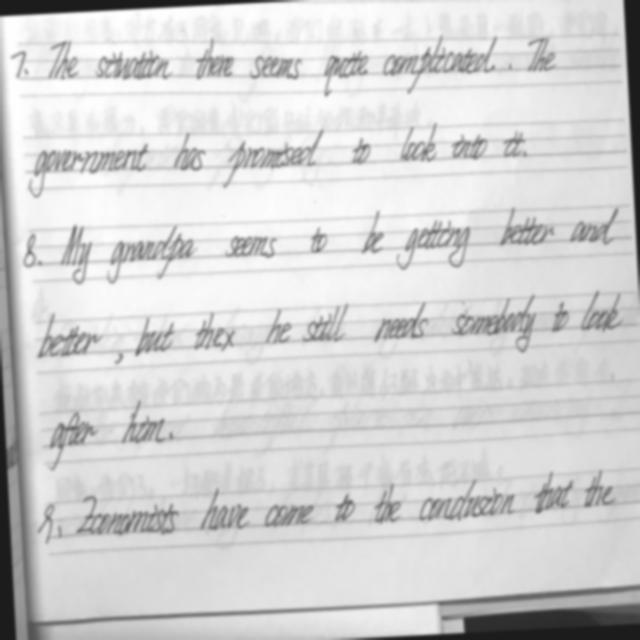 7. The situation there seems quite complicated. The
government has promised to look into it.
8. My grandpa seems to be getting better and
better, but then he still needs somebody to look
after him.
9. Economists have come to the conclusion that the